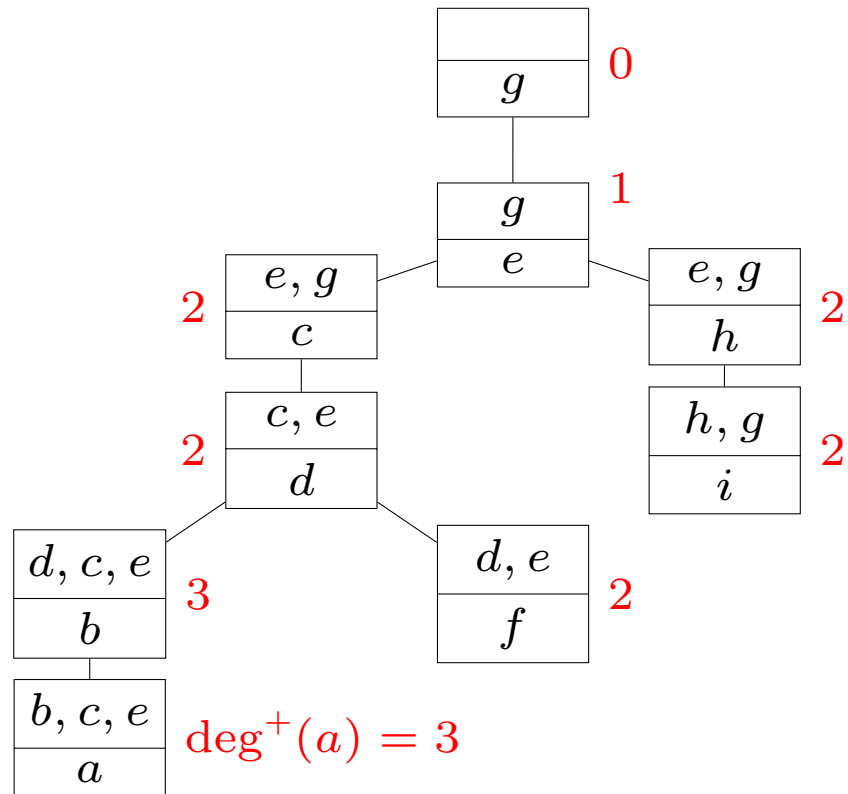 0
g
1
g
e
e, g
2
c
e, g
2
h
c, e
2
d
h, g
2
i
d, c, e
3
b
d, e
2
f
b, c, e
deg⁺(a) = 3
a